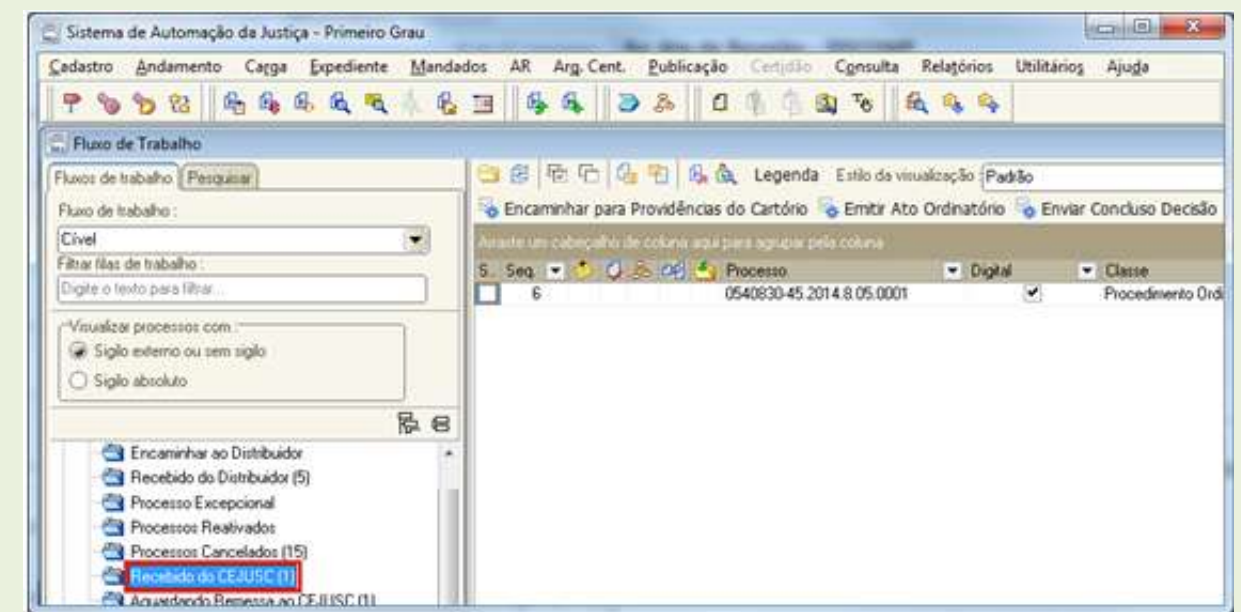 Sistema de Automação da Justiça - Primeiro Grau
Cadastro Andamento Carga Expediente Mandados AR Arg. Cent. Publicação Certidão Consulta Relatórios Utilitários Ajuda
Fluxo de Trabalho
Fluxos de trabalho Pesquisar
Legenda Estilo da visualização : Padrão
Fluxo de trabalho :
Encaminhar para Providências do Cartório Emitir Ato Ordinatório Enviar Concluso Decisão
Cível
Arraste um cabeçalho de coluna aqui para agrupar pela coluna
Filtrar filas de trabalho :
S.. Seq. Processo Digital Classe
Digite o texto para filtrar...
6 0540830-45.2014.8.05.0001 Procedimento Ordi
Visualizar processos com :
Sigilo externo ou sem sigilo
Sigilo absoluto
Encaminhar ao Distribuidor
Recebido do Distribuidor (5)
Processo Excepcional
Processos Reativados
Processos Cancelados (15)
Recebido do CEJUSC (1)
Aguardando Remessa ao CEJUSC (1)